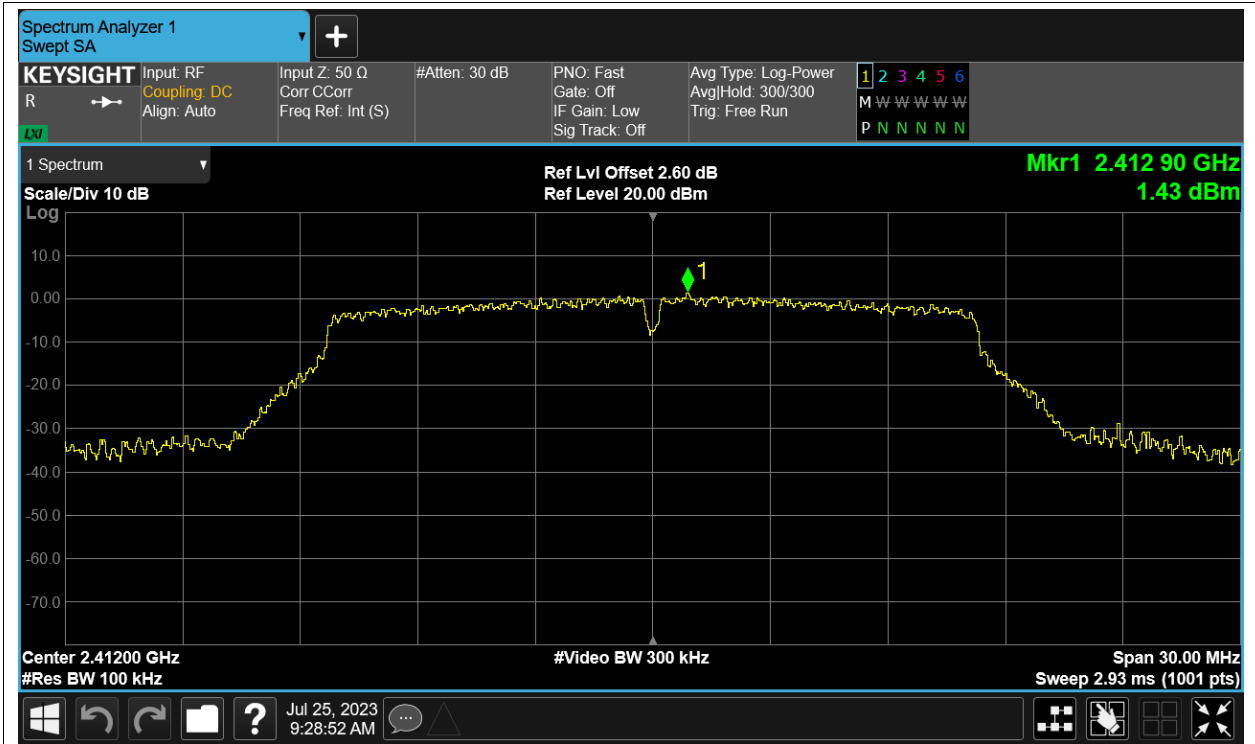 Spectrum Analyzer 1
Swept SA
+
KEYSIGHT
R
LXI
Input: RF
Coupling: DC
Align: Auto
Input Z: 50 Ω
Corr CCorr
Freq Ref: Int (S)
#Atten: 30 dB
PNO: Fast
Gate: Off
IF Gain: Low
Sig Track: Off
Avg Type: Log-Power
Avg|Hold: 300/300
Trig: Free Run
1 2 3 4 5 6
M W W W W W
P N N N N N
1 Spectrum
Scale/Div 10 dB
Ref Lvl Offset 2.60 dB
Ref Level 20.00 dBm
Mkr1 2.412 90 GHz
1.43 dBm
Log
10.0
0.00
-10.0
-20.0
-30.0
-40.0
-50.0
-60.0
-70.0
1
Center 2.41200 GHz
#Video BW 300 kHz
Span 30.00 MHz
#Res BW 100 kHz
Sweep 2.93 ms (1001 pts)
?
Jul 25, 2023
9:28:52 AM